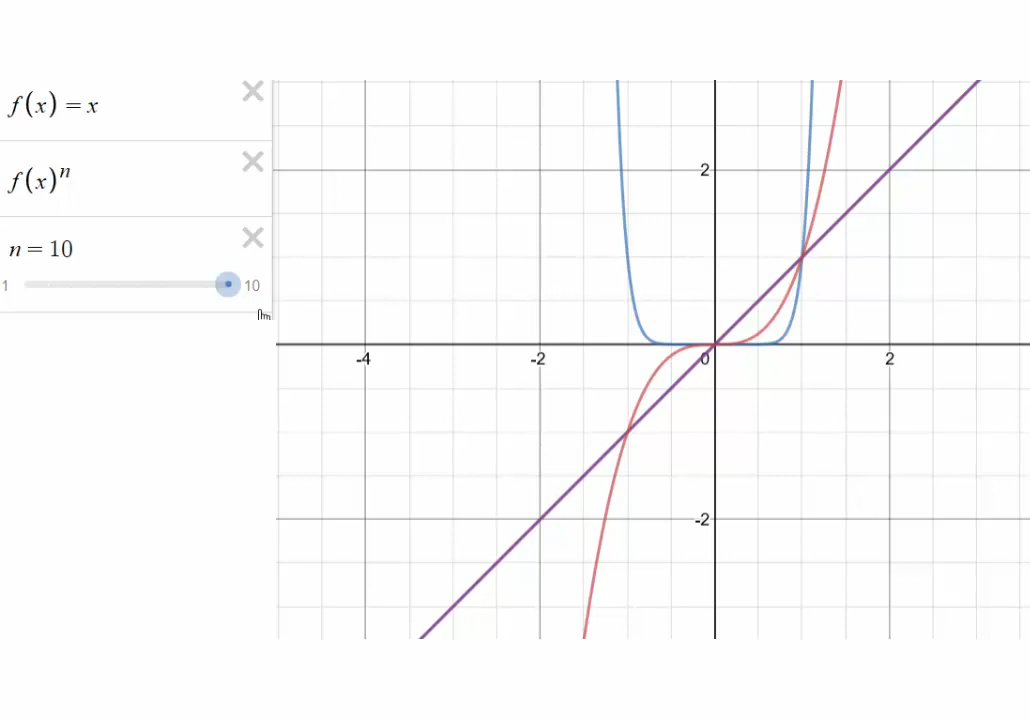 f(x) = x
f(x)ⁿ
n = 10
1 10
2
-4 -2 0 2
-2